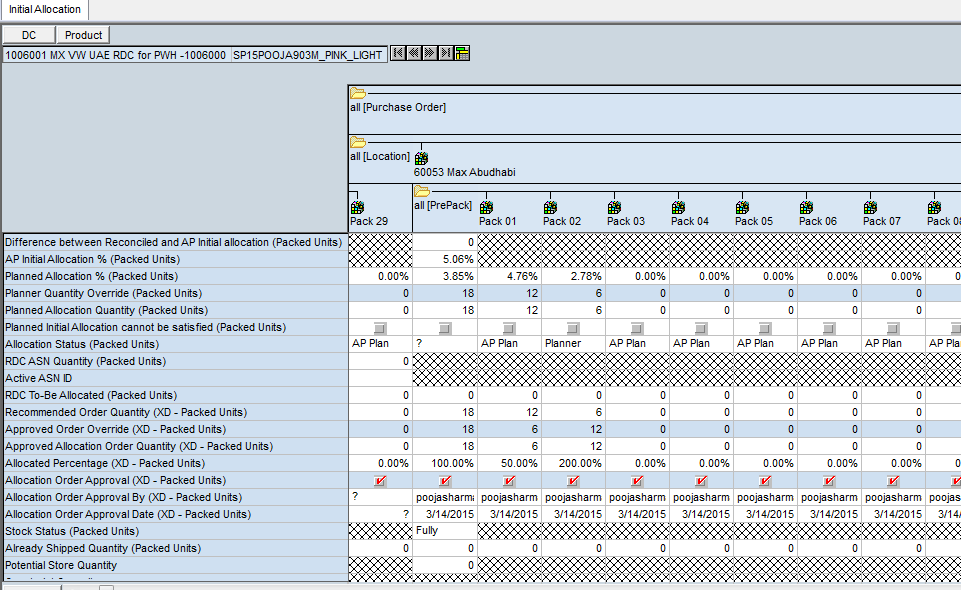 Initial Allocation
DC Product
1006001 MX VW UAE RDC for PWH -1006000 SP15POOJA903M_PINK_LIGHT
all [Purchase Order]
all [Location]
60053 Max Abudhabi
all [PrePack]
Pack 29 Pack 01 Pack 02 Pack 03 Pack 04 Pack 05 Pack 06 Pack 07 Pack 08
Difference between Reconciled and AP Initial allocation (Packed Units) 0
AP Initial Allocation % (Packed Units) 5.06%
Planned Allocation % (Packed Units) 0.00% 3.85% 4.76% 2.78% 0.00% 0.00% 0.00% 0.00% 0.00%
Planner Quantity Override (Packed Units) 0 18 12 6 0 0 0 0 0
Planned Allocation Quantity (Packed Units) 0 18 12 6 0 0 0 0 0
Planned Initial Allocation cannot be satisfied (Packed Units)
Allocation Status (Packed Units) AP Plan ? AP Plan Planner AP Plan AP Plan AP Plan AP Plan AP Plan AP Pla
RDC ASN Quantity (Packed Units) 0
Active ASN ID
RDC To-Be Allocated (Packed Units) 0 0 0 0 0 0 0 0 0
Recommended Order Quantity (XD - Packed Units) 0 18 12 6 0 0 0 0 0
Approved Order Override (XD - Packed Units) 0 18 6 12 0 0 0 0 0
Approved Allocation Order Quantity (XD - Packed Units) 0 18 6 12 0 0 0 0 0
Allocated Percentage (XD - Packed Units) 0.00% 100.00% 50.00% 200.00% 0.00% 0.00% 0.00% 0.00% 0.00%
Allocation Order Approval (XD - Packed Units)
Allocation Order Approval By (XD - Packed Units) ? poojasharma poojasharm poojasharm poojasharm poojasharm poojasharm poojasharm poojasharm poojas
Allocation Order Approval Date (XD - Packed Units) ? 3/14/2015 3/14/2015 3/14/2015 3/14/2015 3/14/2015 3/14/2015 3/14/2015 3/14/2015 3/14/
Stock Status (Packed Units) Fully
Already Shipped Quantity (Packed Units) 0 0 0 0 0 0 0 0 0
Potential Store Quantity 0